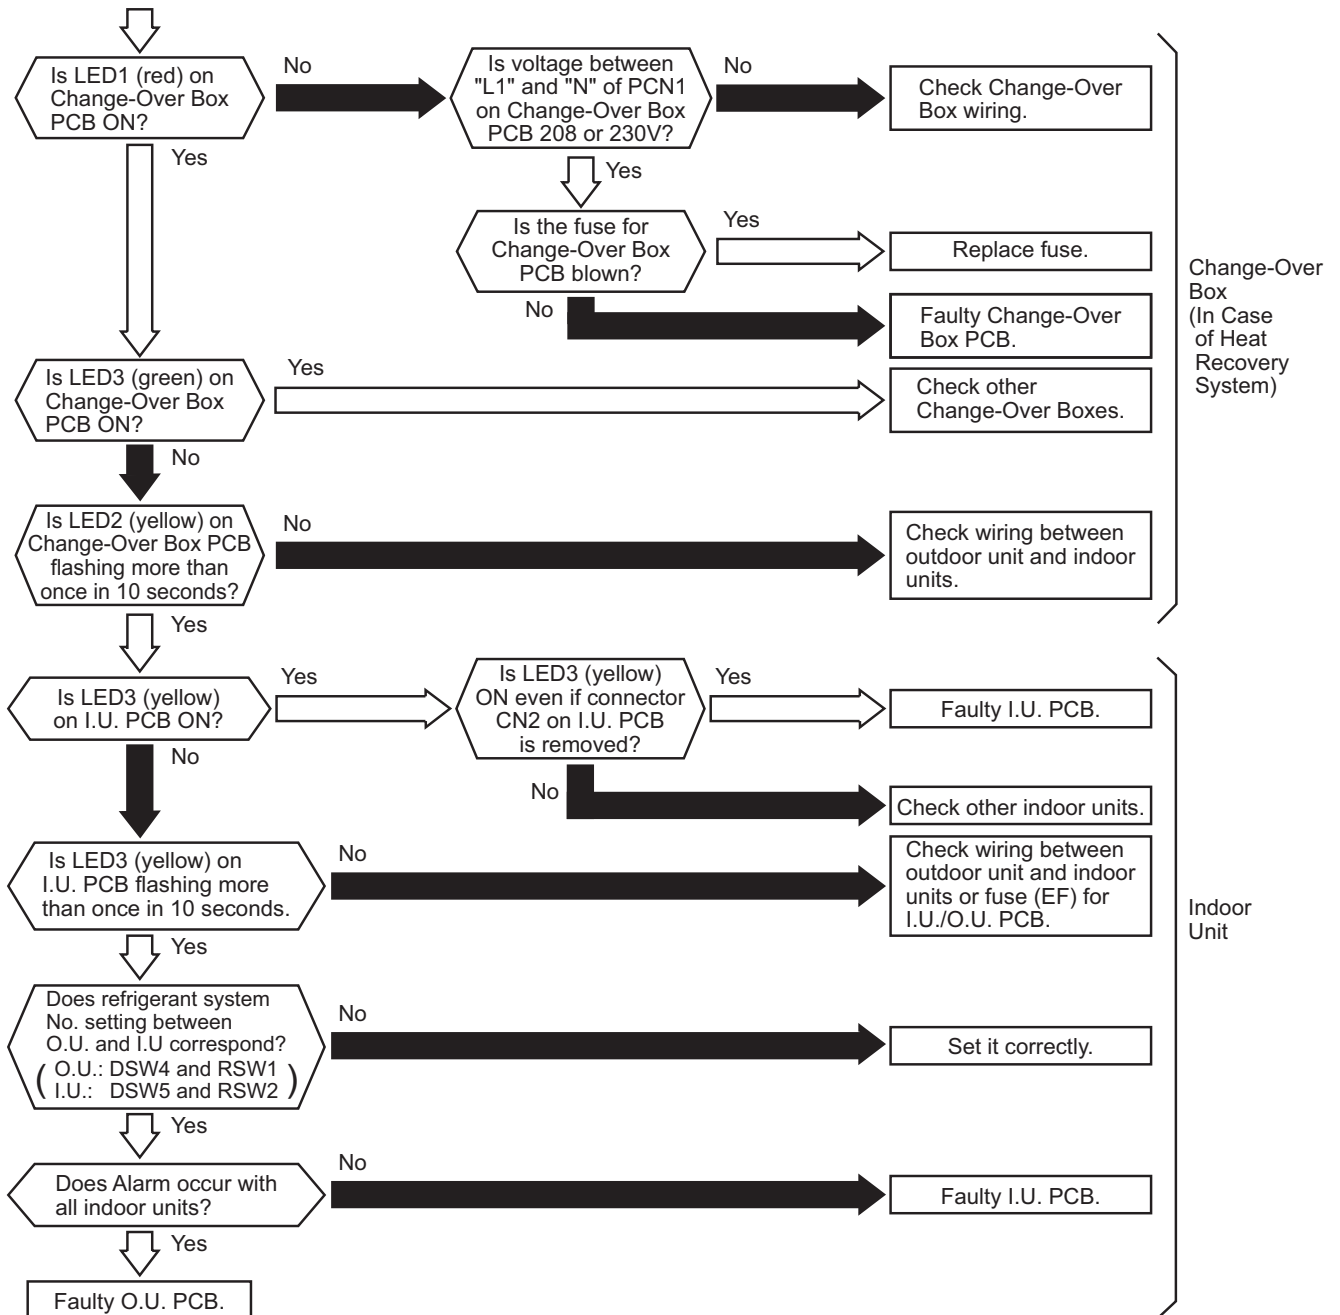 Is LED1 (red) on
Change-Over Box
PCB ON?
No
Is voltage between
"L1" and "N" of PCN1
on Change-Over Box
PCB 208 or 230V?
No
Check Change-Over
Box wiring.
Yes
Yes
Is the fuse for
Change-Over Box
PCB blown?
Yes
Replace fuse.
No
Faulty Change-Over
Box PCB.
Change-Over
Box
(In Case
of Heat
Recovery
System)
Is LED3 (green) on
Change-Over Box
PCB ON?
Yes
Check other
Change-Over Boxes.
No
Is LED2 (yellow) on
Change-Over Box PCB
flashing more than
once in 10 seconds?
No
Check wiring between
outdoor unit and indoor
units.
Yes
Is LED3 (yellow)
on I.U. PCB ON?
Yes
Is LED3 (yellow)
ON even if connector
CN2 on I.U. PCB
is removed?
Yes
Faulty I.U. PCB.
No
No
Check other indoor units.
Is LED3 (yellow) on
I.U. PCB flashing more
than once in 10 seconds.
No
Check wiring between
outdoor unit and indoor
units or fuse (EF) for
I.U./O.U. PCB.
Indoor
Unit
Yes
Does refrigerant system
No. setting between
O.U. and I.U correspond?
( O.U.: DSW4 and RSW1
I.U.: DSW5 and RSW2 )
No
Set it correctly.
Yes
Does Alarm occur with
all indoor units?
No
Faulty I.U. PCB.
Yes
Faulty O.U. PCB.